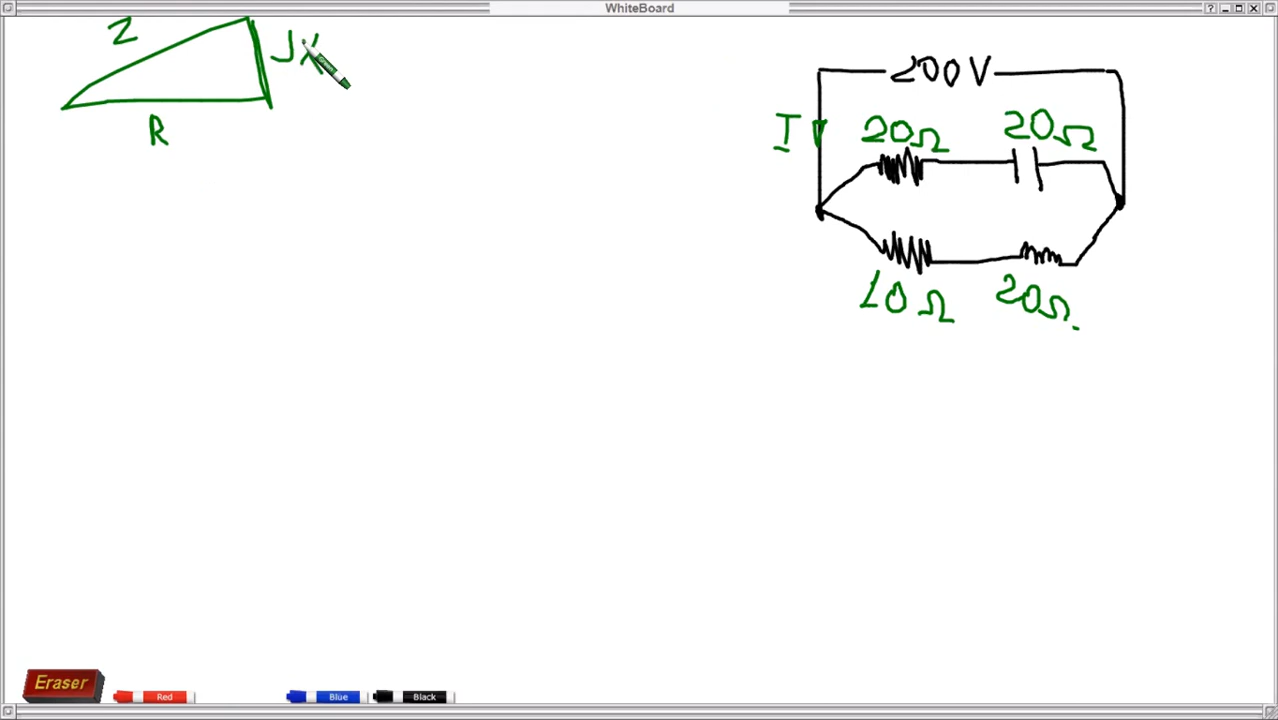 WhiteBoard
?
Z
JX
R
200V
I
20Ω
20Ω
10Ω
20Ω.
Eraser
Red
Blue
Black